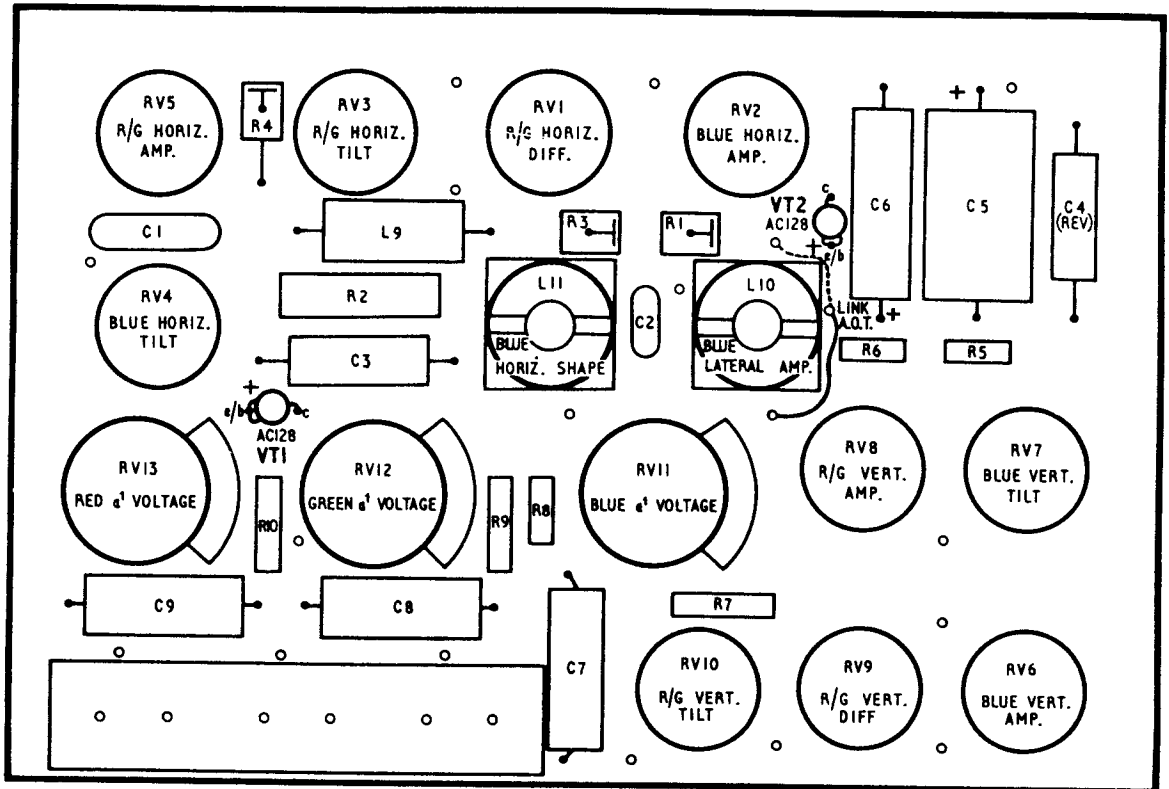 RV5
R/G HORIZ.
AMP.
R4
RV3
R/G HORIZ.
TILT
RV1
R/G HORIZ.
DIFF.
RV2
BLUE HORIZ.
AMP.
+
C6
+
C5
C4
(REV)
C1
L9
R3
R1
VT2
AC128
c
+
e/b
RV4
BLUE HORIZ.
TILT
R2
C3
L11
BLUE
HORIZ. SHAPE
C2
L10
BLUE
LATERAL AMP.
LINK
A.O.T.
+
R6
R5
+
e/b
c
AC128
VT1
RV13
RED a¹ VOLTAGE
R10
RV12
GREEN a¹ VOLTAGE
R9
R8
RV11
BLUE a¹ VOLTAGE
RV8
R/G VERT.
AMP.
RV7
BLUE VERT.
TILT
C9
C8
C7
R7
RV10
R/G VERT.
TILT
RV9
R/G VERT.
DIFF
RV6
BLUE VERT.
AMP.